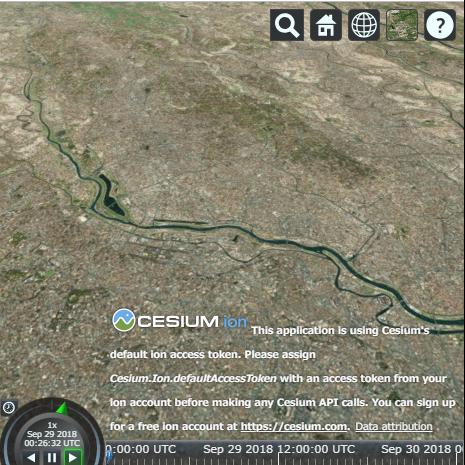 ?
CESIUM ion This application is using Cesium's
default ion access token. Please assign
Cesium.Ion.defaultAccessToken with an access token from your
ion account before making any Cesium API calls. You can sign up
for a free ion account at https://cesium.com. Data attribution
1x
Sep 29 2018
00:26:32 UTC
:00:00 UTC Sep 29 2018 12:00:00 UTC Sep 30 2018 0